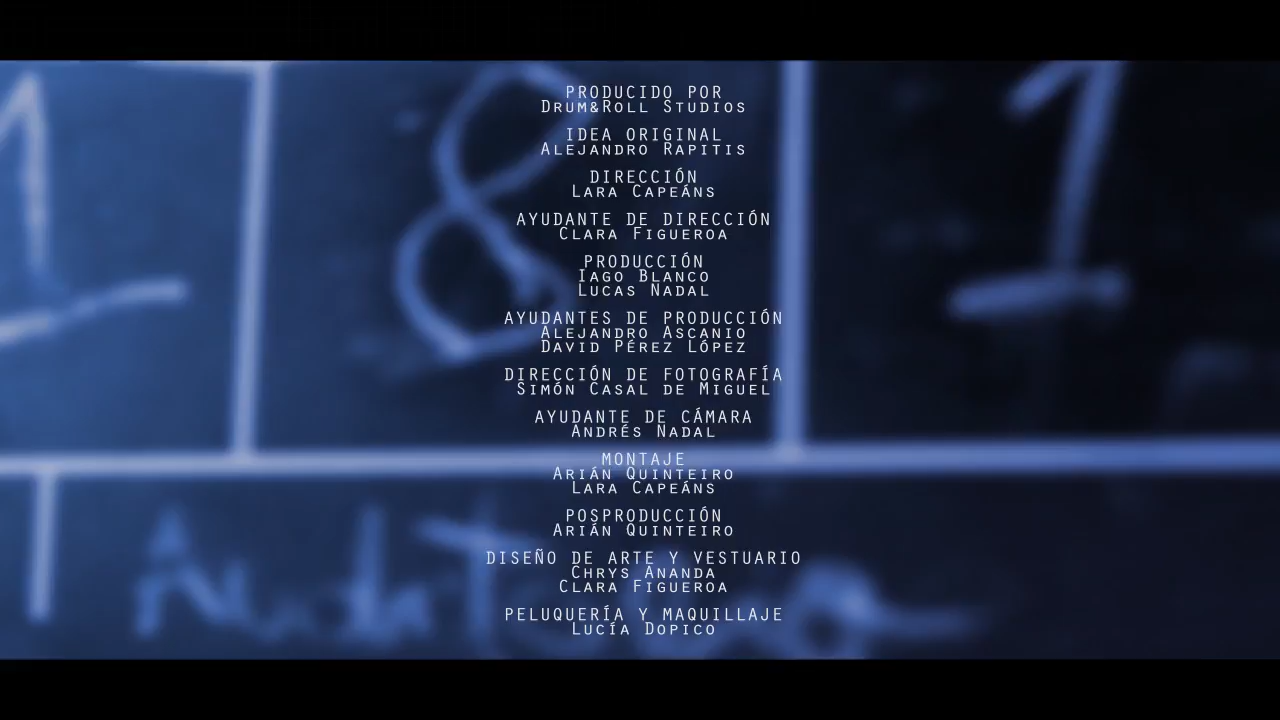 1 8 1
PRODUCIDO POR
DRUM&ROLL STUDIOS
IDEA ORIGINAL
ALEJANDRO RAPITIS
DIRECCIÓN
LARA CAPEÁNS
AYUDANTE DE DIRECCIÓN
CLARA FIGUEROA
PRODUCCIÓN
IAGO BLANCO
LUCAS NADAL
AYUDANTES DE PRODUCCIÓN
ALEJANDRO ASCANIO
DAVID PÉREZ LÓPEZ
DIRECCIÓN DE FOTOGRAFÍA
SIMÓN CASAL DE MIGUEL
AYUDANTE DE CÁMARA
ANDRÉS NADAL
MONTAJE
ARIÁN QUINTEIRO
LARA CAPEÁNS
POSPRODUCCIÓN
ARIÁN QUINTEIRO
DISEÑO DE ARTE Y VESTUARIO
CHRYS ANANDA
CLARA FIGUEROA
PELUQUERÍA Y MAQUILLAJE
LUCÍA DOPICO